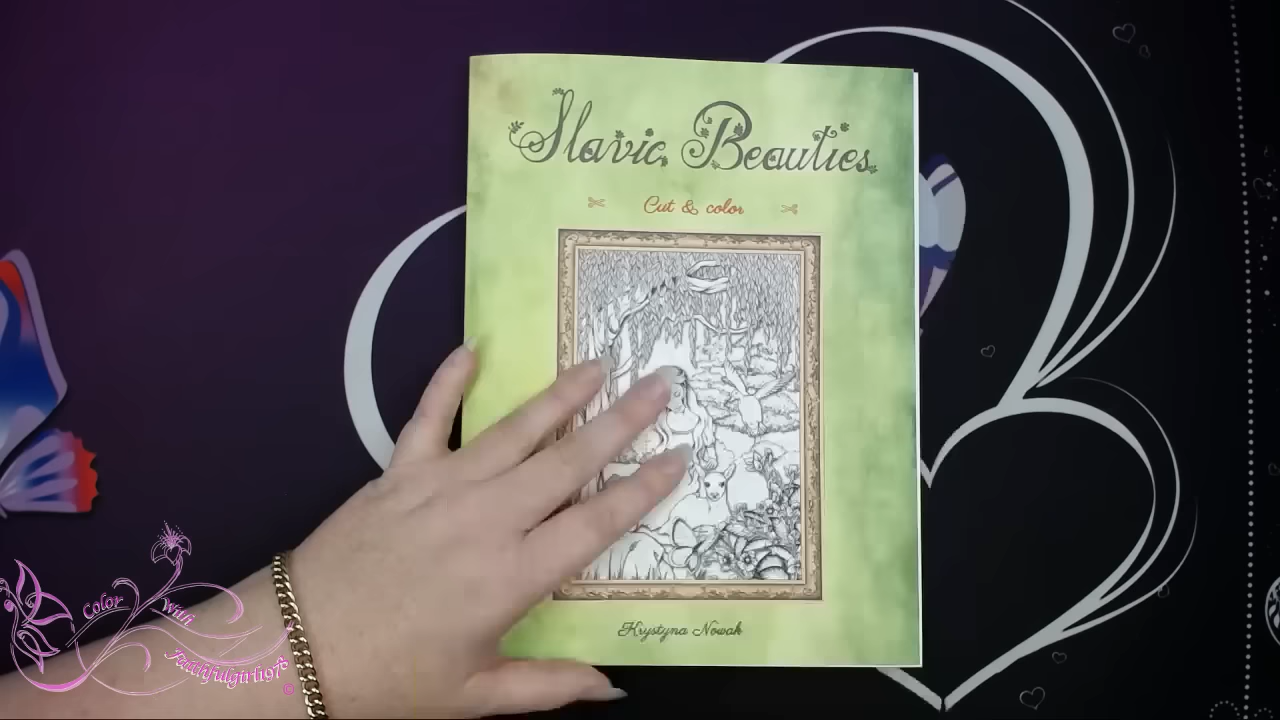 Slavic Beauties
Cut & color
Krystyna Nowak
Color With
Faithfulgirl1978 ©